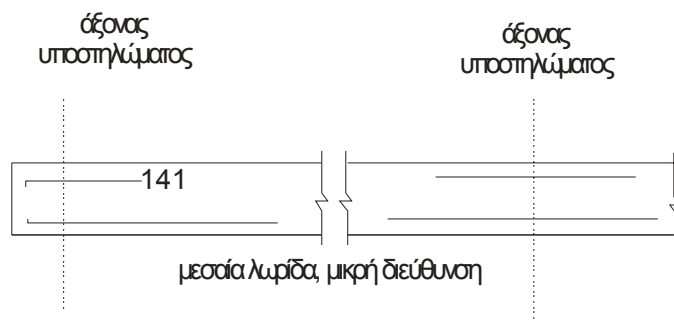 άξονας
υποστηλώματος
άξονας
υποστηλώματος
141
μεσαία λωρίδα, μικρή διεύθυνση